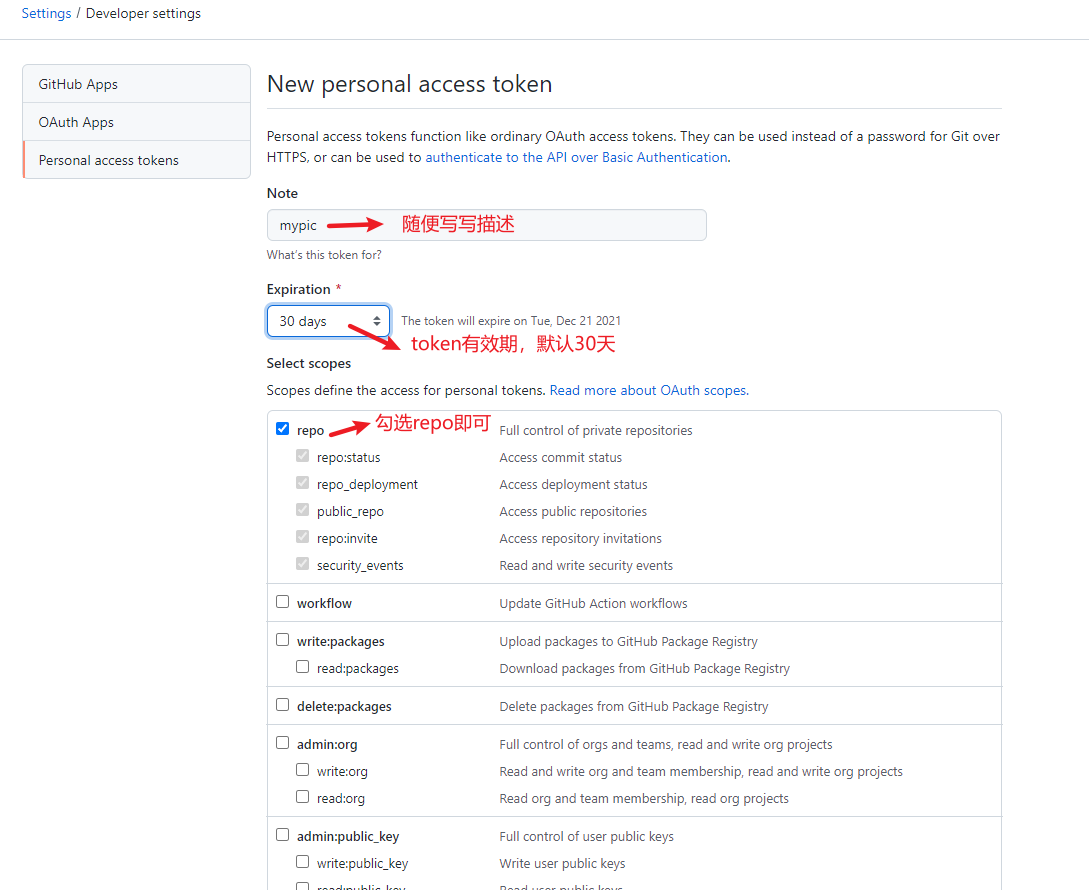 Settings / Developer settings
GitHub Apps
OAuth Apps
Personal access tokens
New personal access token
Personal access tokens function like ordinary OAuth access tokens. They can be used instead of a password for Git over
HTTPS, or can be used to authenticate to the API over Basic Authentication.
Note
mypic 随便写写描述
What's this token for?
Expiration *
30 days The token will expire on Tue, Dec 21 2021
token有效期，默认30天
Select scopes
Scopes define the access for personal tokens. Read more about OAuth scopes.
repo 勾选repo即可 Full control of private repositories
repo:status Access commit status
repo_deployment Access deployment status
public_repo Access public repositories
repo:invite Access repository invitations
security_events Read and write security events
workflow Update GitHub Action workflows
write:packages Upload packages to GitHub Package Registry
read:packages Download packages from GitHub Package Registry
delete:packages Delete packages from GitHub Package Registry
admin:org Full control of orgs and teams, read and write org projects
write:org Read and write org and team membership, read and write org projects
read:org Read org and team membership, read org projects
admin:public_key Full control of user public keys
write:public_key Write user public keys
read:public_key Read user public keys